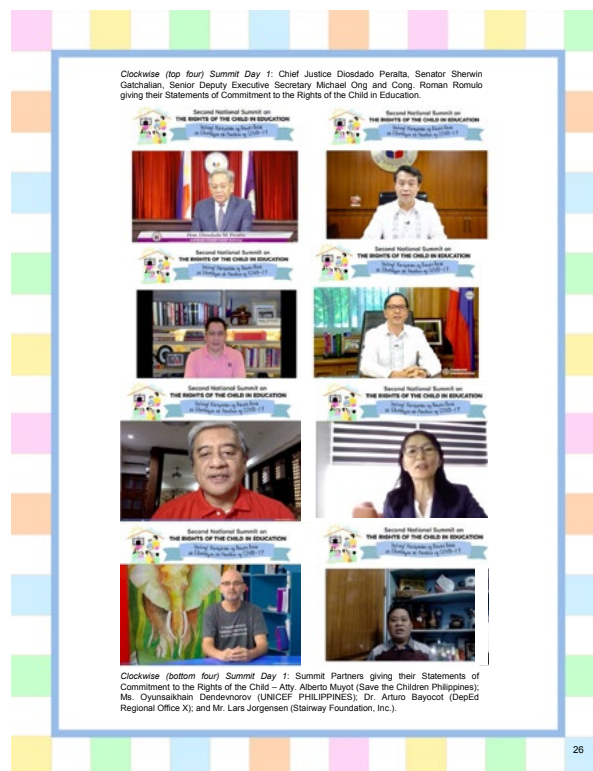 Clockwise (top four) Summit Day 1: Chief Justice Diosdado Peralta, Senator Sherwin
Gatchalian, Senior Deputy Executive Secretary Michael Ong and Cong. Roman Romulo
giving their Statements of Commitment to the Rights of the Child in Education.
Second National Summit on
THE RIGHTS OF THE CHILD IN EDUCATION
Second National Summit on
THE RIGHTS OF THE CHILD IN EDUCATION
Hon. Diosdado M. Peralta
Second National Summit on
THE RIGHTS OF THE CHILD IN EDUCATION
Second National Summit on
THE RIGHTS OF THE CHILD IN EDUCATION
Second National Summit on
THE RIGHTS OF THE CHILD IN EDUCATION
Second National Summit on
THE RIGHTS OF THE CHILD IN EDUCATION
Second National Summit on
THE RIGHTS OF THE CHILD IN EDUCATION
Second National Summit on
THE RIGHTS OF THE CHILD IN EDUCATION
Clockwise (bottom four) Summit Day 1: Summit Partners giving their Statements of
Commitment to the Rights of the Child – Atty. Alberto Muyot (Save the Children Philippines);
Ms. Oyunsaikhain Dendevnorov (UNICEF PHILIPPINES); Dr. Arturo Bayocot (DepEd
Regional Office X); and Mr. Lars Jorgensen (Stairway Foundation, Inc.).
26